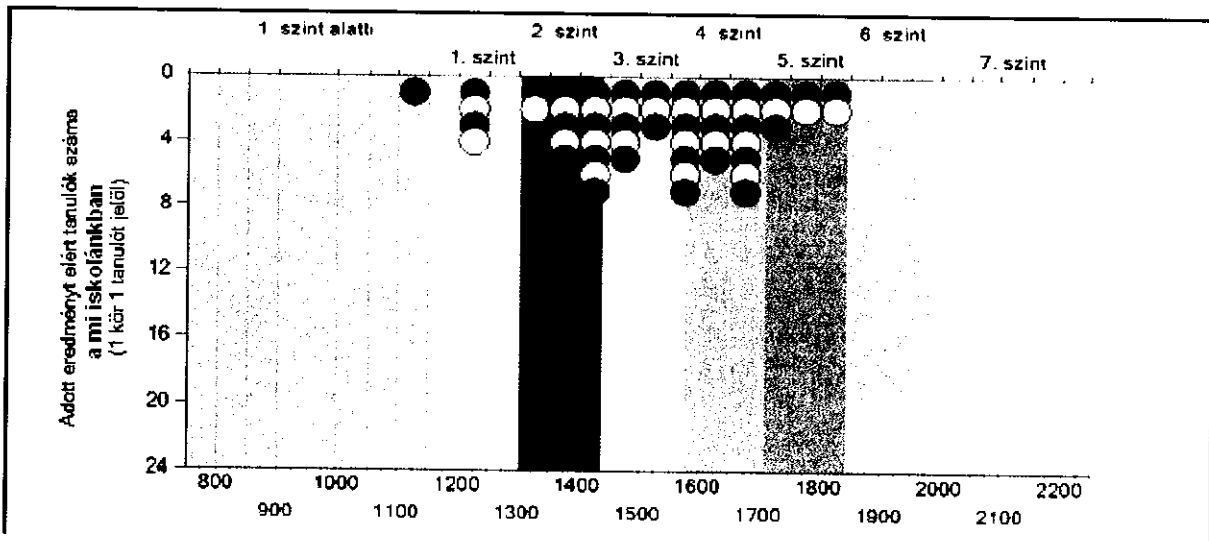 1 szint alatti 2 szint 4 szint 6 szint
1. szint 3. szint 5. szint 7. szint
0
4
8
12
16
20
24
Adott eredményt elért tanulók száma
a mi iskolánkban
(1 kör 1 tanulót jelöl)
800 1000 1200 1400 1600 1800 2000 2200
900 1100 1300 1500 1700 1900 2100